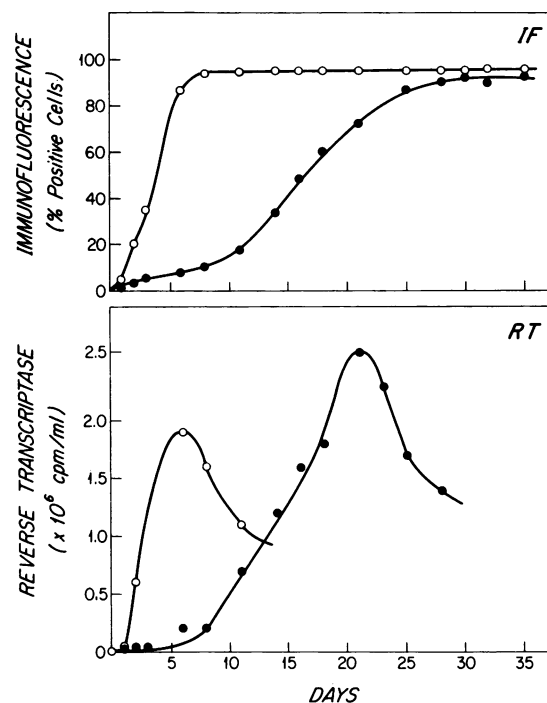 IF
IMMUNOFLUORESCENCE
(% Positive Cells)
100
80
60
40
20
0
RT
REVERSE TRANSCRIPTASE
(x 10⁶ cpm/ml)
2.5
2.0
1.5
1.0
0.5
0
5
10
15
20
25
30
35
DAYS